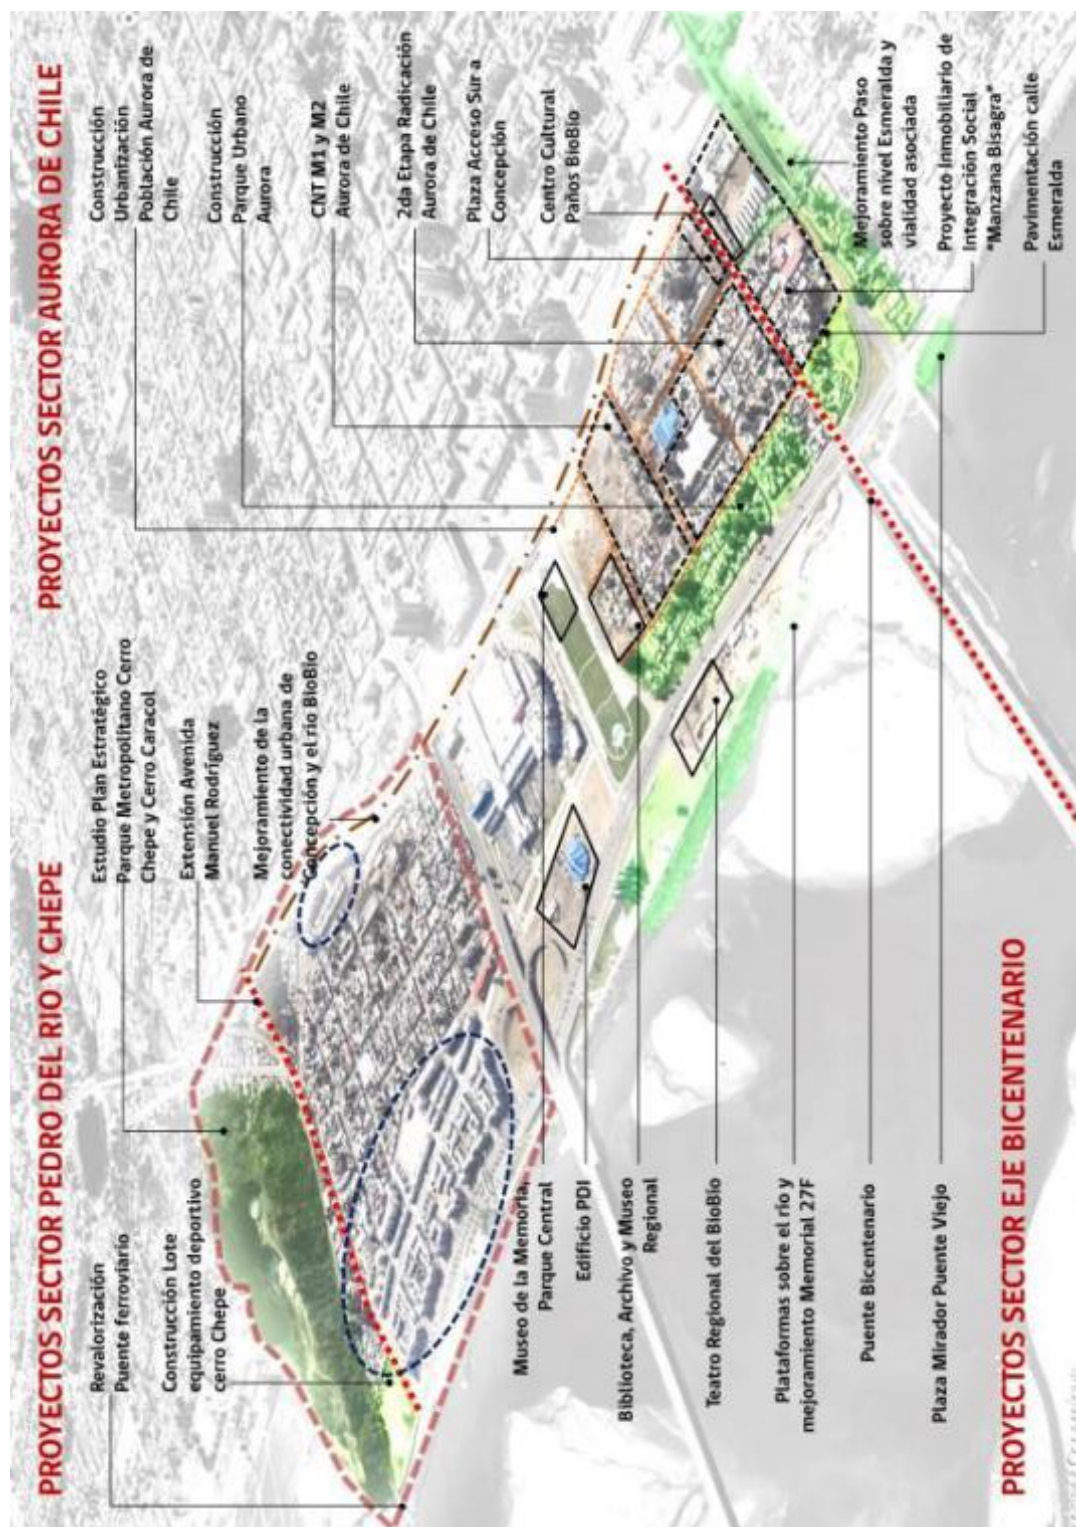 PROYECTOS SECTOR PEDRO DEL RIO Y CHEPE
Revalorización
Puente ferroviario
Construcción Lote
equipamiento deportivo
cerro Chepe
Estudio Plan Estratégico
Parque Metropolitano Cerro
Chepe y Cerro Caracol
Extensión Avenida
Manuel Rodríguez
Mejoramiento de la
conectividad urbana de
Concepción y el río BioBío
PROYECTOS SECTOR AURORA DE CHILE
Construcción
Urbanización
Población Aurora de
Chile
Construcción
Parque Urbano
Aurora
CNT M1 y M2
Aurora de Chile
2da Etapa Radicación
Aurora de Chile
Plaza Acceso Sur a
Concepción
Centro Cultural
Paños BioBío
Mejoramiento Paso
sobre nivel Esmeralda y
vialidad asociada
Proyecto Inmobiliario de
Integración Social
"Manzana Bisagra"
Pavimentación calle
Esmeralda
Museo de la Memoria,
Parque Central
Edificio PDI
Biblioteca, Archivo y Museo
Regional
Teatro Regional del BioBío
Plataformas sobre el río y
mejoramiento Memorial 27F
Puente Bicentenario
Plaza Mirador Puente Viejo
PROYECTOS SECTOR EJE BICENTENARIO